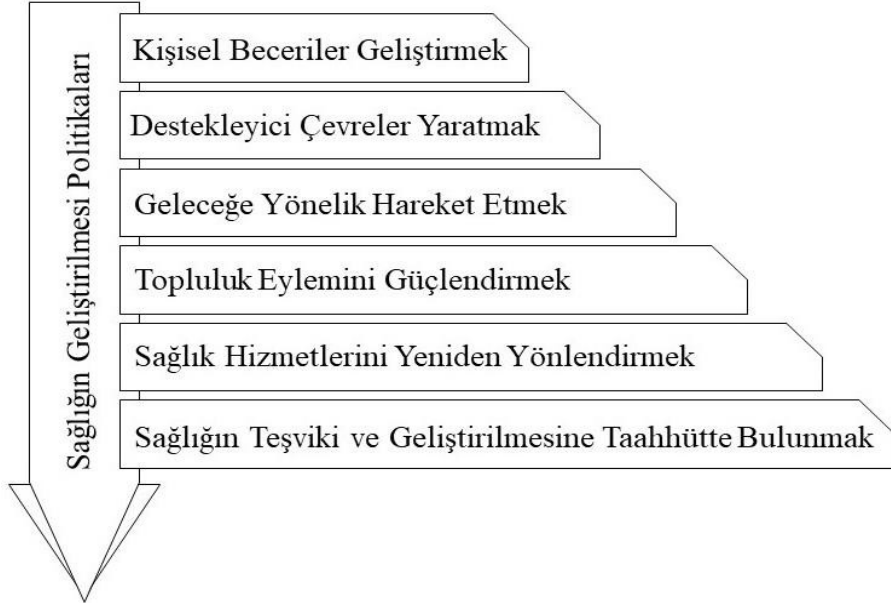 Sağlığın Geliştirilmesi Politikaları
Kişisel Beceriler Geliştirmek
Destekleyici Çevreler Yaratmak
Geleceğe Yönelik Hareket Etmek
Topluluk Eylemini Güçlendirmek
Sağlık Hizmetlerini Yeniden Yönlendirmek
Sağlığın Teşviki ve Geliştirilmesine Taahhütte Bulunmak